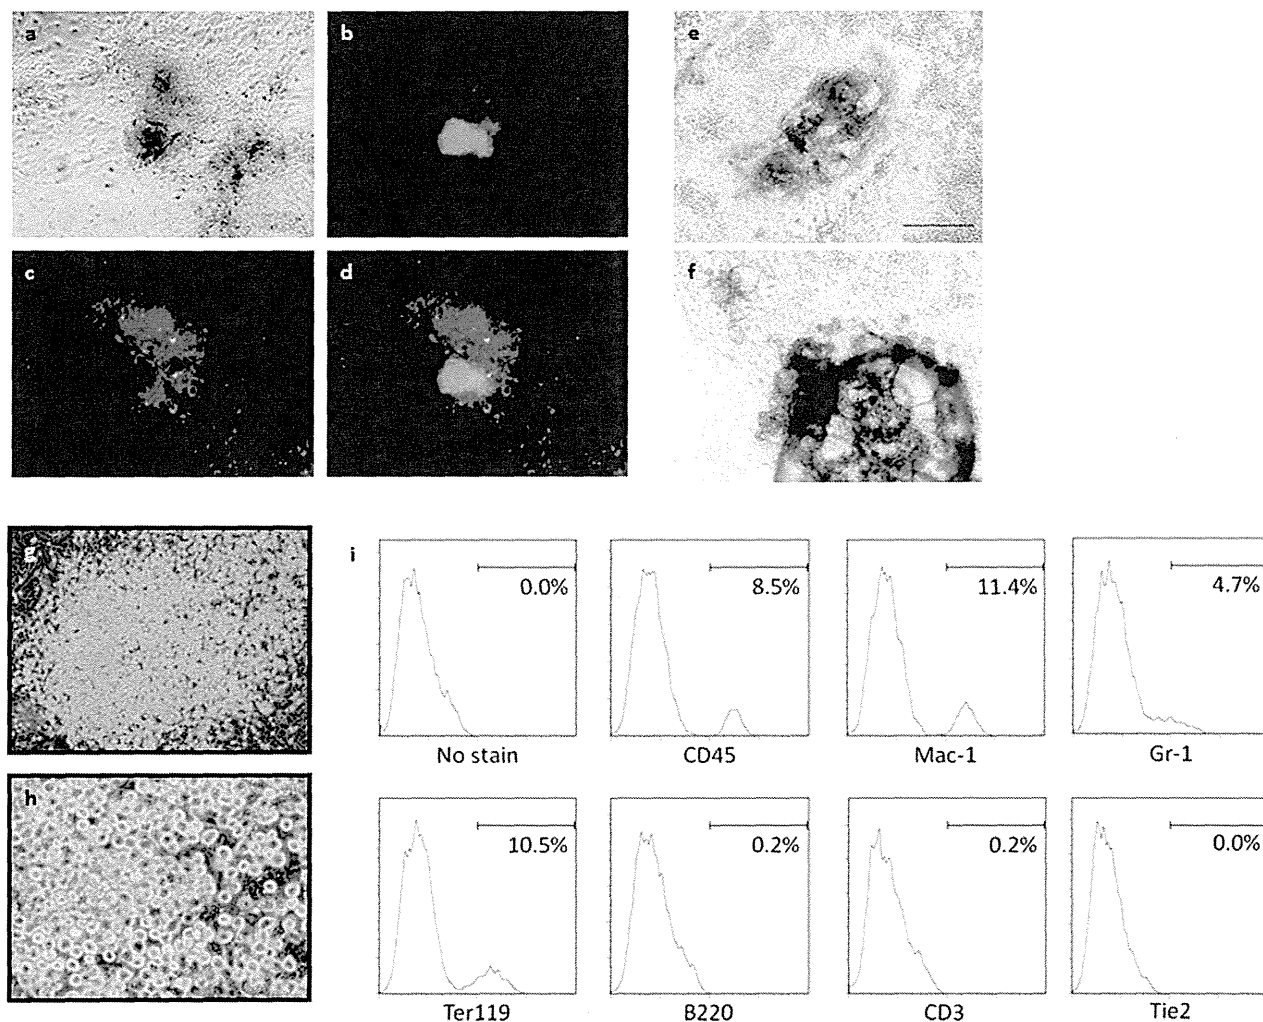 a
b
e
c
d
f
g
i
0.0%
8.5%
11.4%
4.7%
No stain
CD45
Mac-1
Gr-1
h
10.5%
0.2%
0.2%
0.0%
Ter119
B220
CD3
Tie2